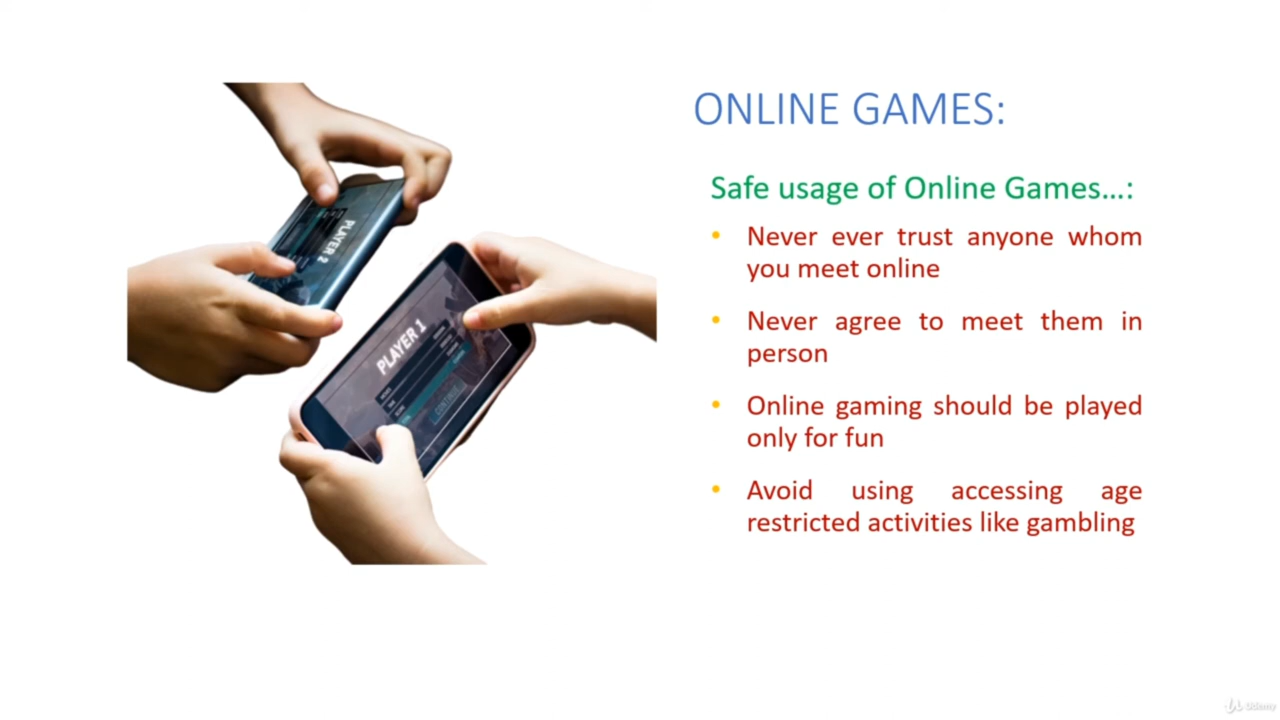 ONLINE GAMES:
Safe usage of Online Games...:
• Never ever trust anyone whom
you meet online
• Never agree to meet them in
person
• Online gaming should be played
only for fun
• Avoid using accessing age
restricted activities like gambling
PLAYER 2
PLAYER 1
CONTINUE
Udemy